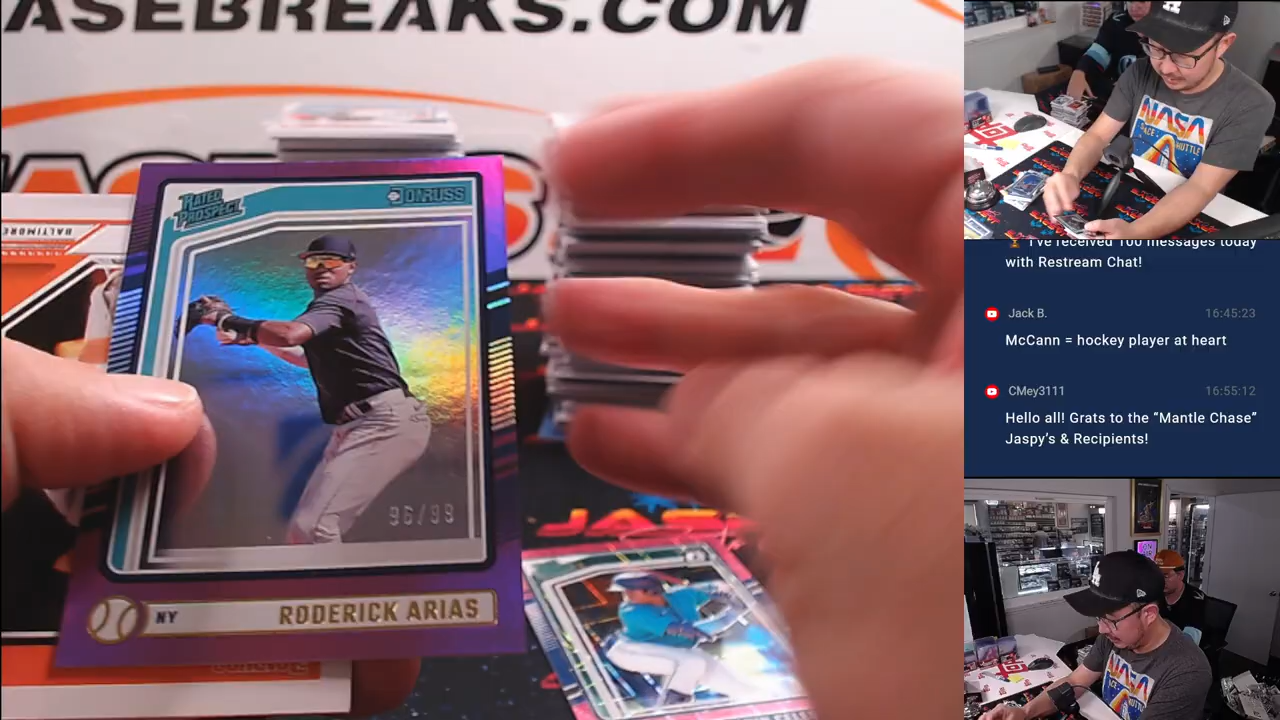 ASEBREAKS.COM
RATED
PROSPECT
DONRUSS
96/99
NY
RODERICK ARIAS
BALTIMORE
NASA
SPACE SHUTTLE
I've received 100 messages today
with Restream Chat!
Jack B.
16:45:23
McCann = hockey player at heart
CMey3111
16:55:12
Hello all! Grats to the “Mantle Chase”
Jaspy's & Recipients!